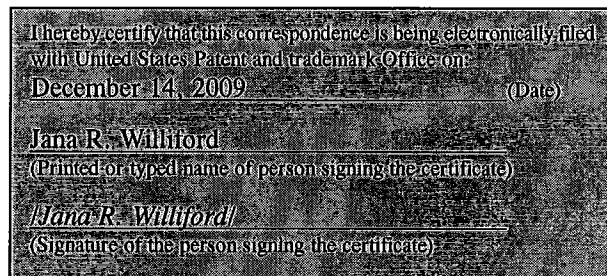 I hereby certify that this correspondence is being electronically filed
with United States Patent and trademark Office on:
December 14, 2009 (Date)
Jana R. Williford
(Printed or typed name of person signing the certificate)
/Jana R. Williford/
(Signature of the person signing the certificate)